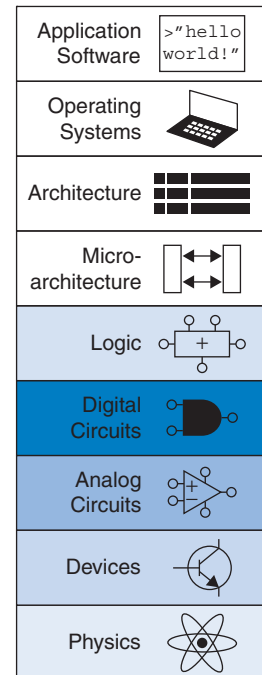 Application
Software
>”hello
world!”
Operating
Systems
Architecture
Micro-
architecture
Logic
+
Digital
Circuits
Analog
Circuits
+
−
Devices
Physics